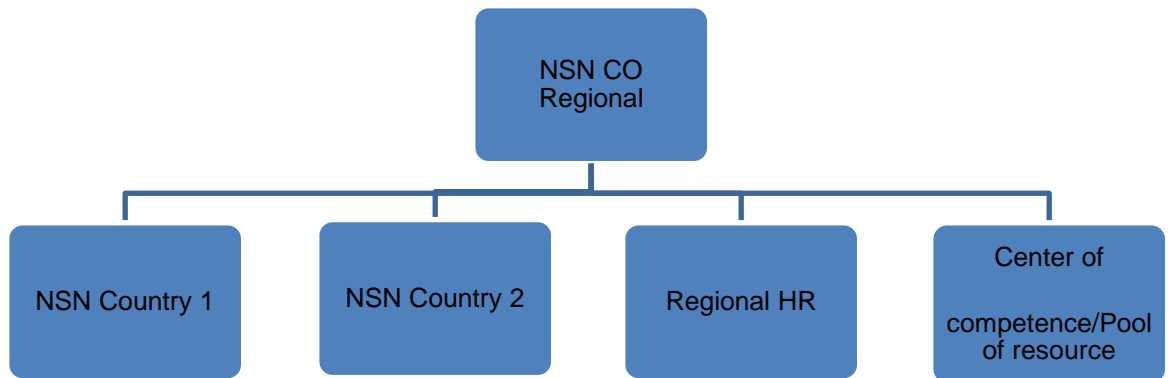 NSN CO
Regional
NSN Country 1
NSN Country 2
Regional HR
Center of
competence/Pool
of resource